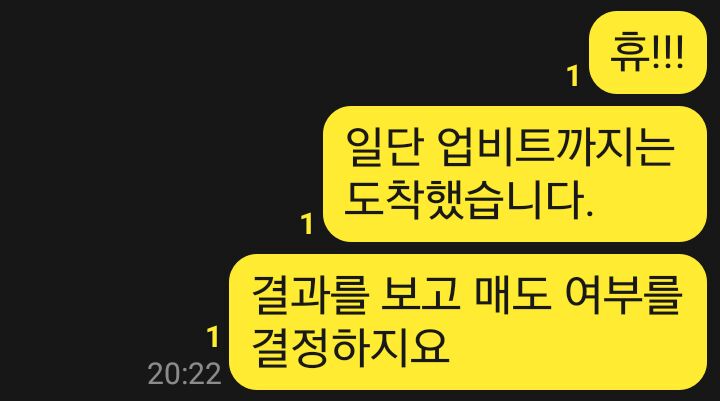 휴!!!
1
일단 업비트까지는
도착했습니다.
1
결과를 보고 매도 여부를
결정하지요
1
20:22